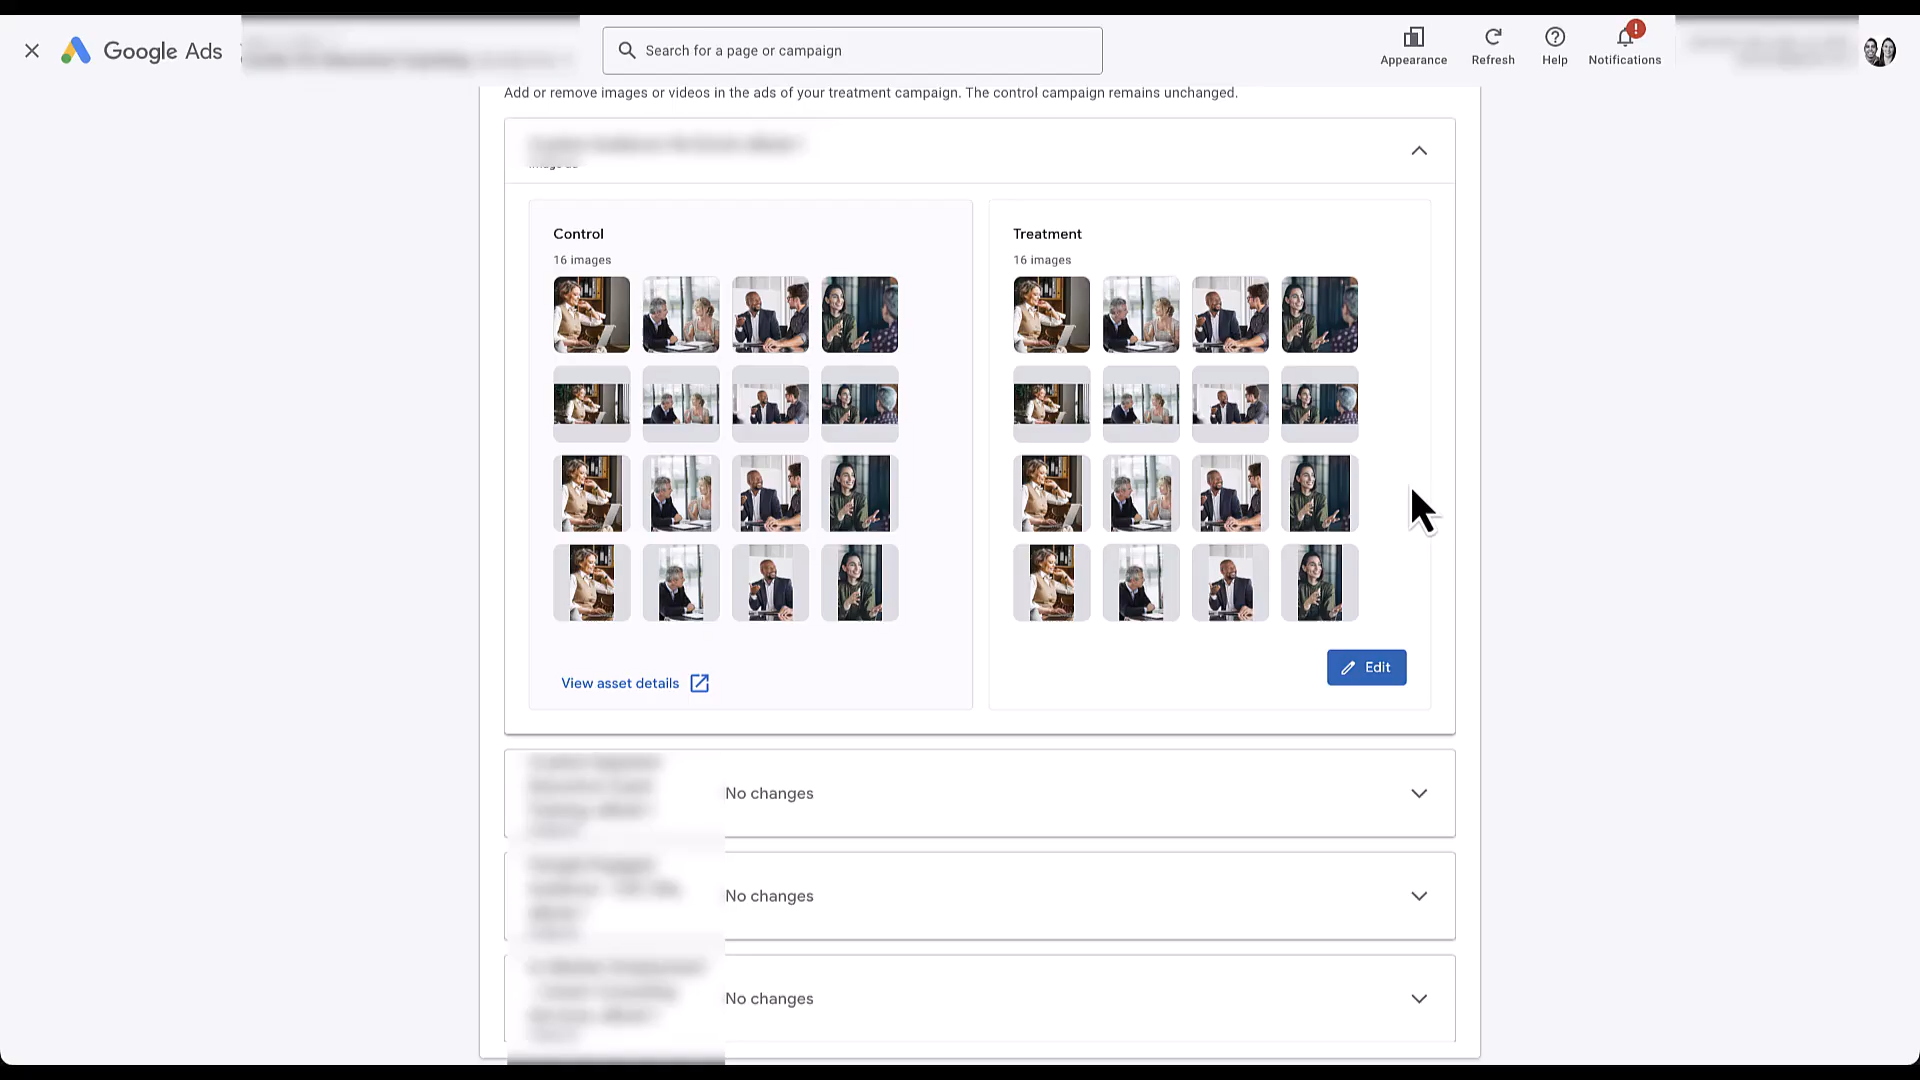 Google Ads
Search for a page or campaign
Appearance
Refresh
Help
Notifications
Add or remove images or videos in the ads of your treatment campaign. The control campaign remains unchanged.
Control
16 images
Treatment
16 images
View asset details
Edit
No changes
No changes
No changes